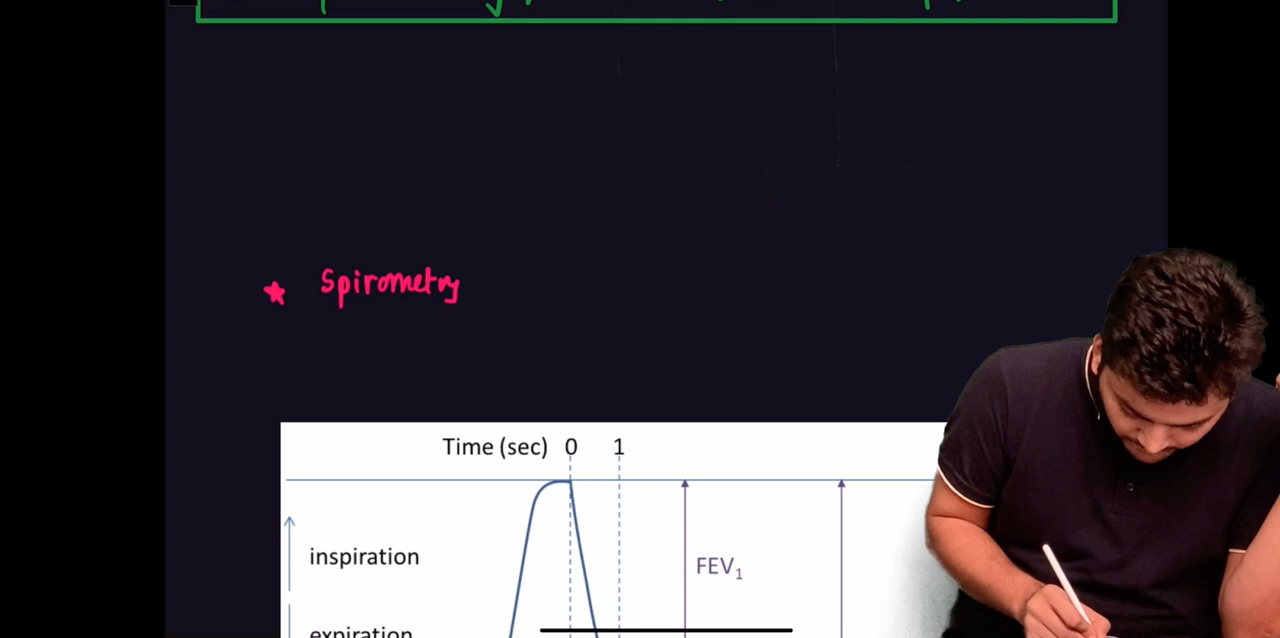 ★ Spirometry
Time (sec) 0 1
inspiration
FEV₁
expiration